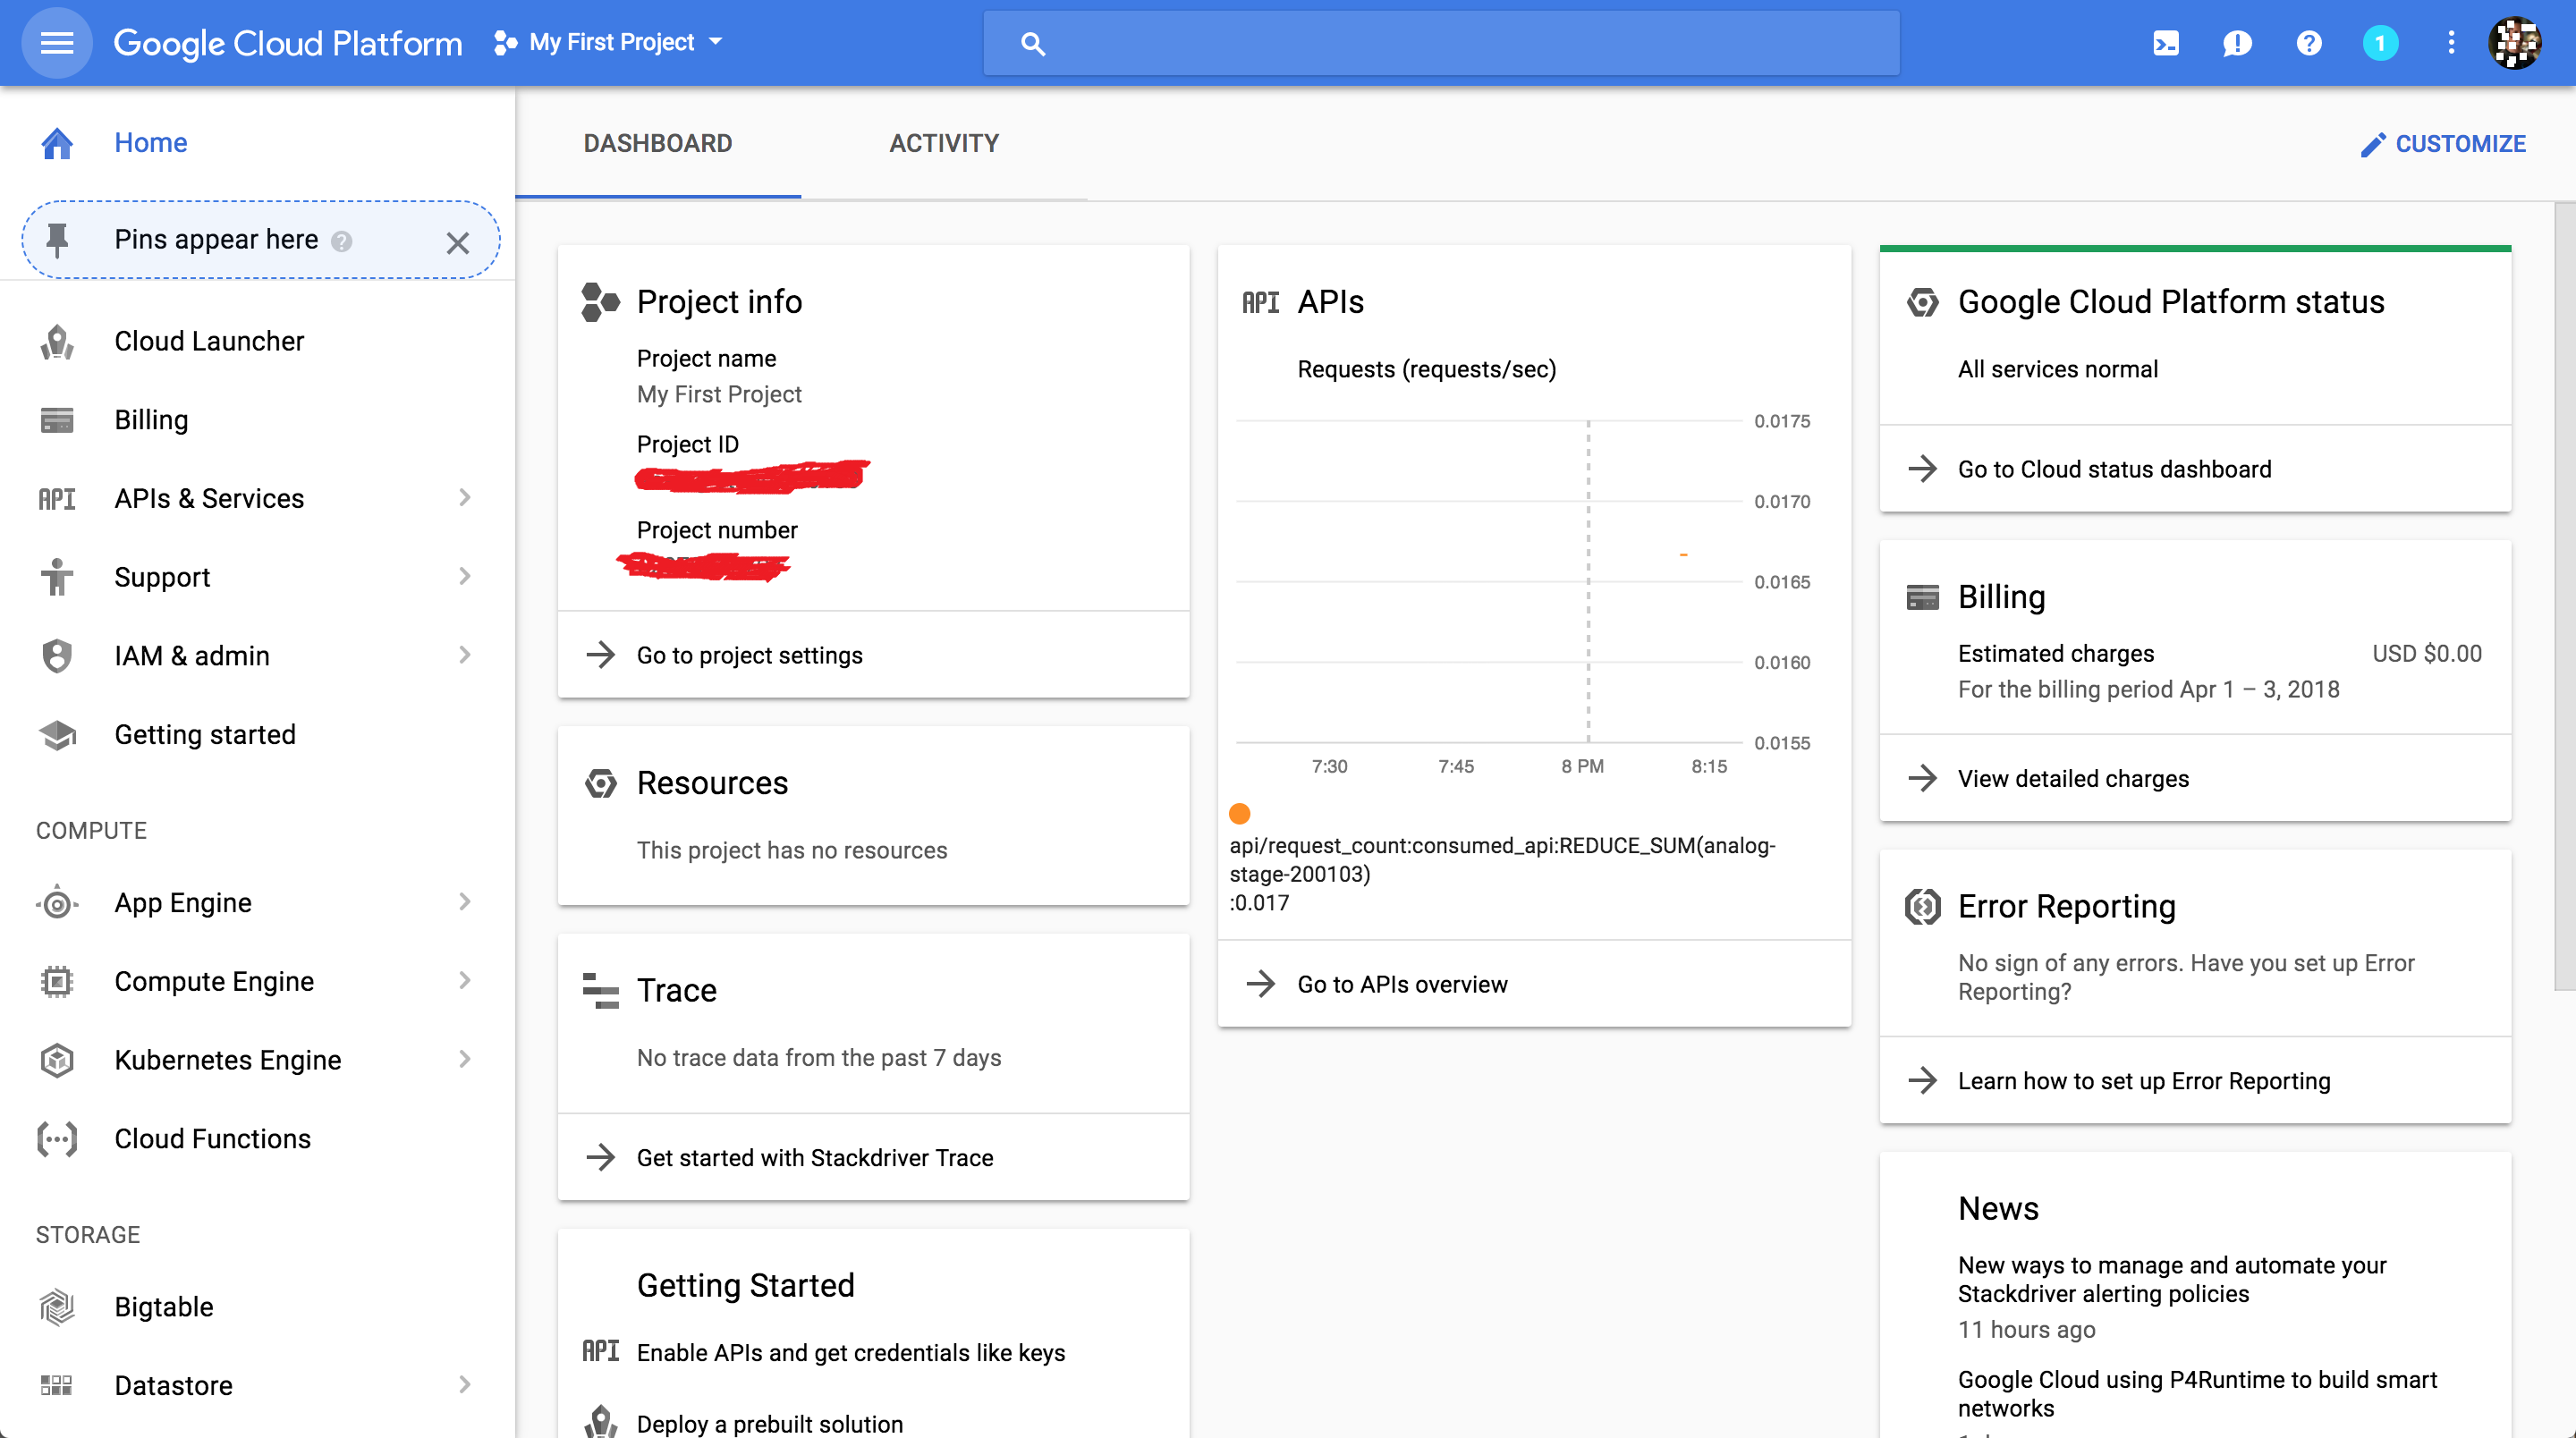 Google Cloud Platform
My First Project
1
Home
Pins appear here
Cloud Launcher
Billing
API
APIs & Services
Support
IAM & admin
Getting started
COMPUTE
App Engine
Compute Engine
Kubernetes Engine
Cloud Functions
STORAGE
Bigtable
Datastore
DASHBOARD
ACTIVITY
CUSTOMIZE
Project info
Project name
My First Project
Project ID
Project number
Go to project settings
Resources
This project has no resources
Trace
No trace data from the past 7 days
Get started with Stackdriver Trace
Getting Started
API
Enable APIs and get credentials like keys
Deploy a prebuilt solution
API
APIs
Requests (requests/sec)
0.0175
0.0170
0.0165
0.0160
0.0155
7:30
7:45
8 PM
8:15
api/request_count:consumed_api:REDUCE_SUM(analog-
stage-200103)
:0.017
Go to APIs overview
Google Cloud Platform status
All services normal
Go to Cloud status dashboard
Billing
Estimated charges
USD $0.00
For the billing period Apr 1 – 3, 2018
View detailed charges
Error Reporting
No sign of any errors. Have you set up Error
Reporting?
Learn how to set up Error Reporting
News
New ways to manage and automate your
Stackdriver alerting policies
11 hours ago
Google Cloud using P4Runtime to build smart
networks